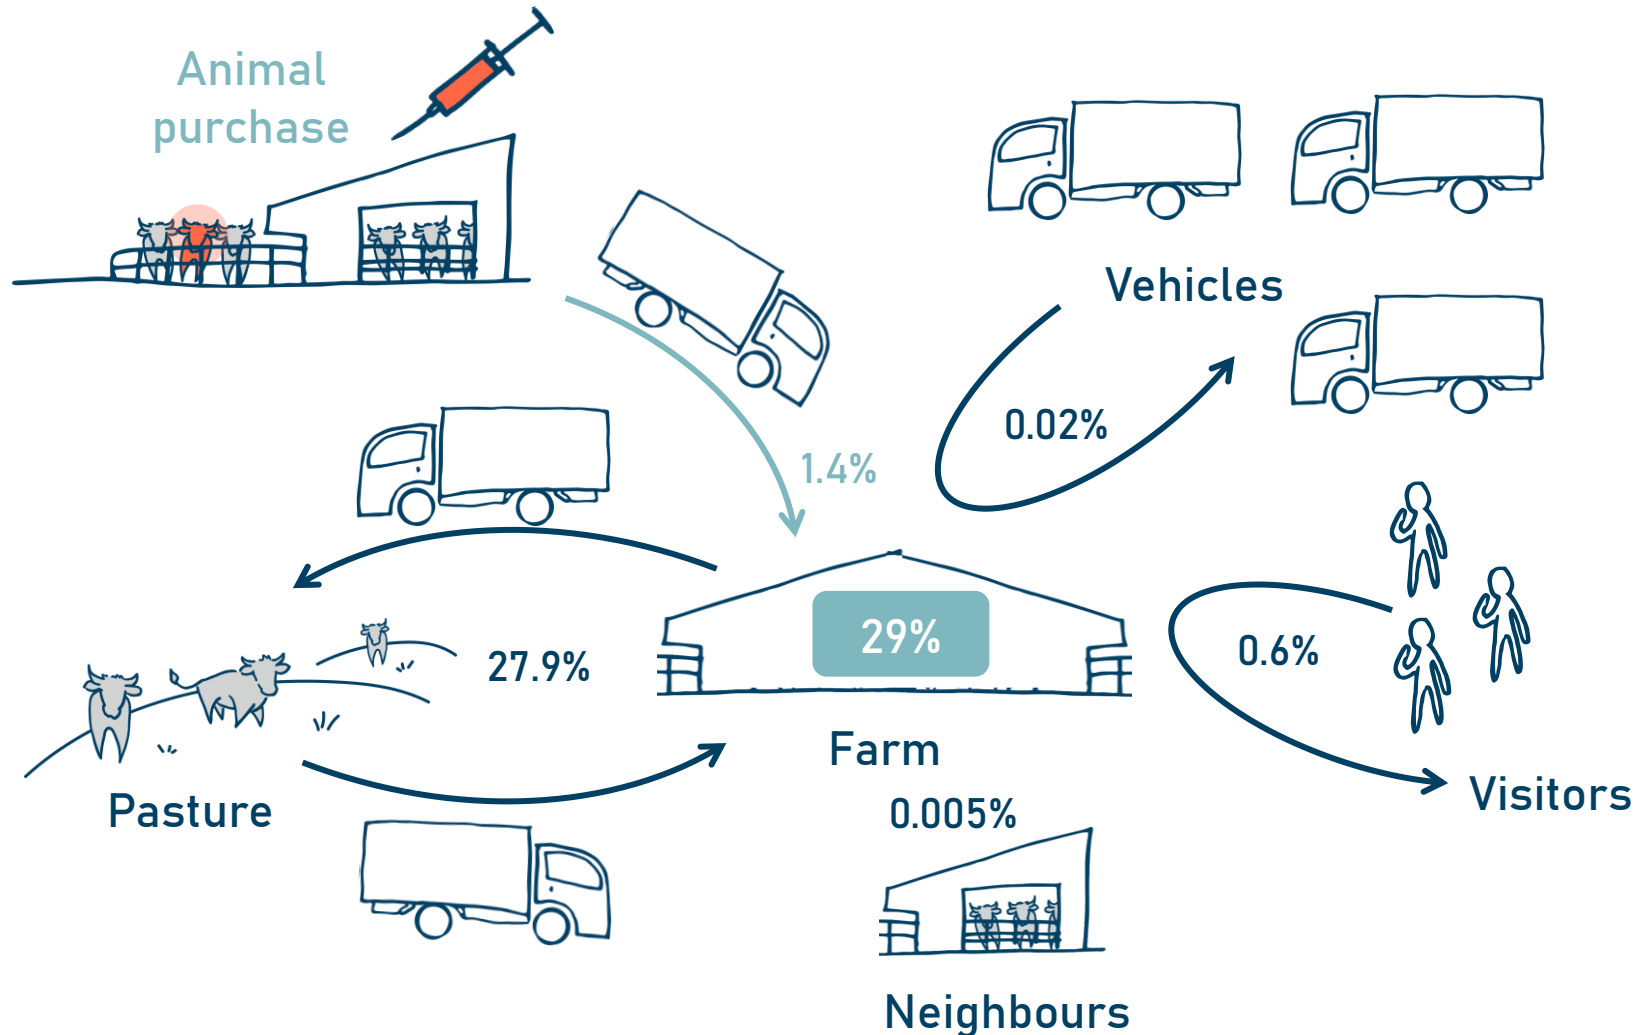 Animal
purchase
Vehicles
0.02%
1.4%
29%
27.9%
0.6%
Farm
Pasture
Visitors
0.005%
Neighbours